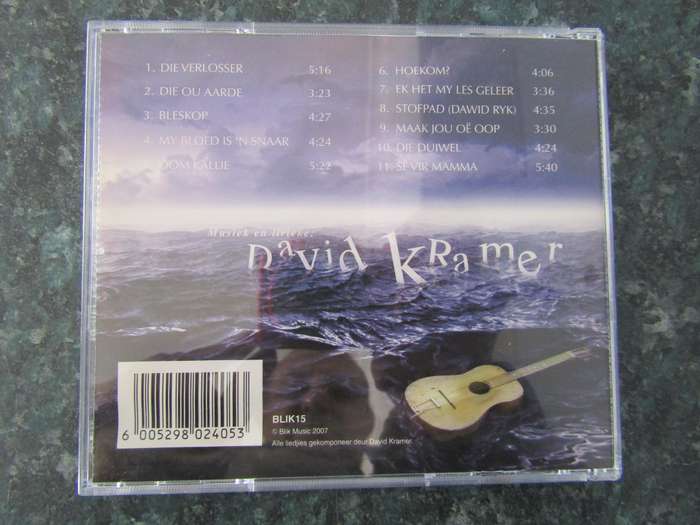 1. DIE VERLOSSER 5:16
2. DIE OU AARDE 3:23
3. BLESKOP 4:27
4. MY BLOED IS 'N SNAAR 4:24
OOM KALLIE 5:22
6. HOEKOM? 4:06
7. EK HET MY LES GELEER 3:36
8. STOFPAD (DAWID RYK) 4:35
9. MAAK JOU OË OOP 3:30
10. DIE DUIWEL 4:24
11. SÊ VIR MAMMA 5:40
Musiek en lirieke:
David Kramer
6 005298 024053
BLIK15
© Blik Music 2007
Alle liedjies gekomponeer deur David Kramer.